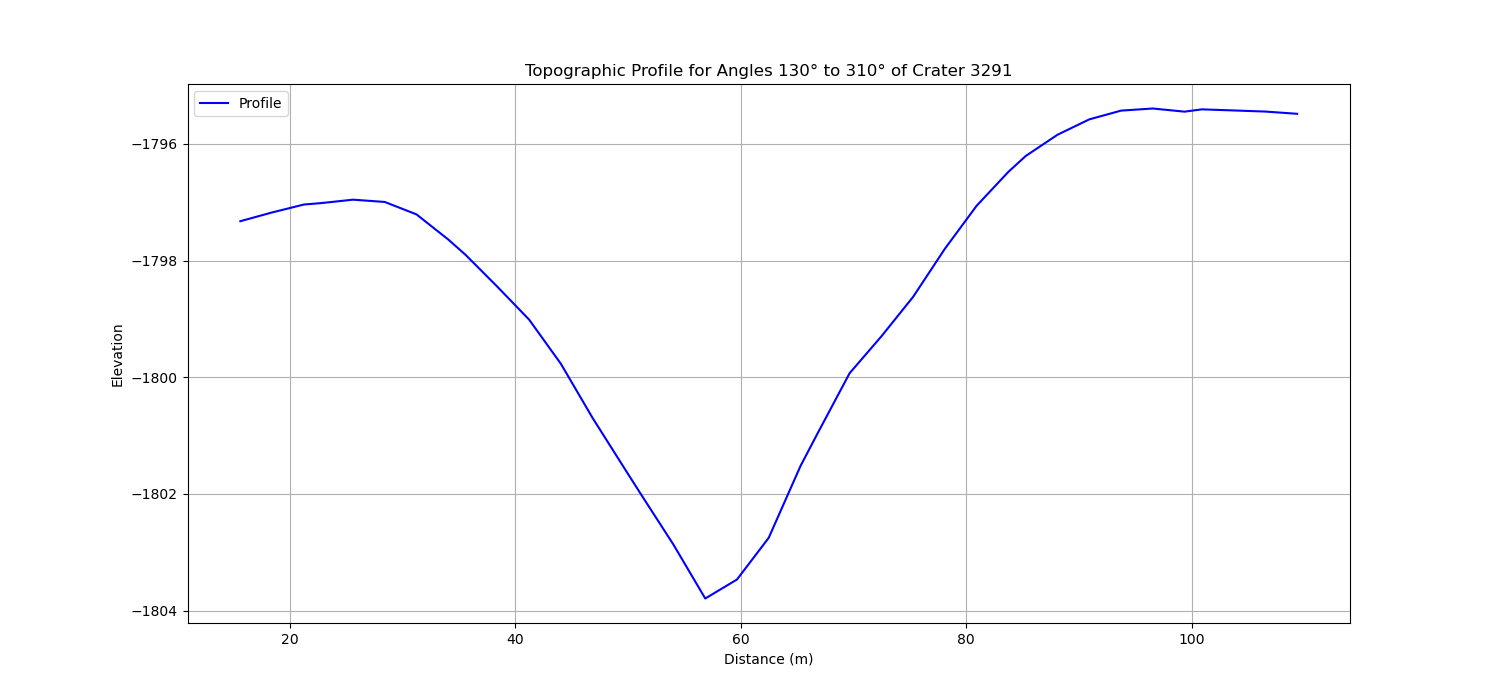 Topographic Profile for Angles 130° to 310° of Crater 3291
Profile
−1796
−1798
−1800
−1802
−1804
Elevation
20 40 60 80 100
Distance (m)